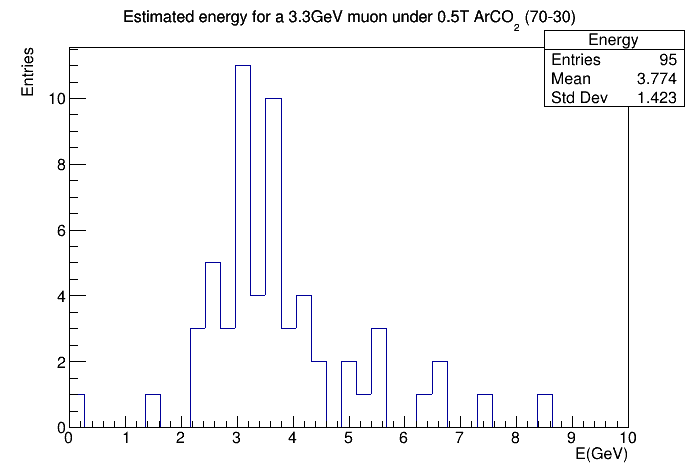 Estimated energy for a 3.3GeV muon under 0.5T ArCO₂ (70-30)
Energy
Entries 95
Mean 3.774
Std Dev 1.423
Entries
10
8
6
4
2
0
0 1 2 3 4 5 6 7 8 9 10
E(GeV)